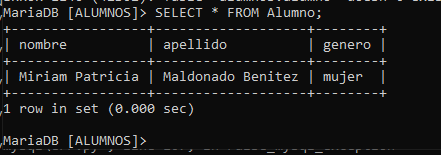 MariaDB [ALUMNOS]> SELECT * FROM Alumno;
+-----------------+-------------------+--------+
| nombre          | apellido          | genero |
+-----------------+-------------------+--------+
| Miriam Patricia | Maldonado Benitez | mujer  |
+-----------------+-------------------+--------+
1 row in set (0.000 sec)
MariaDB [ALUMNOS]>